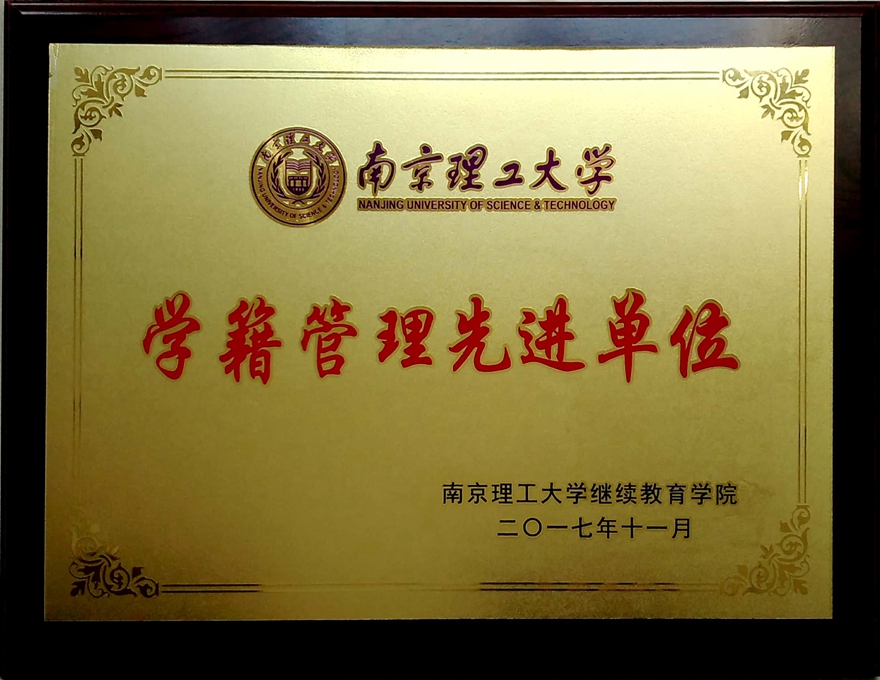 南京理工大学
NANJING UNIVERSITY OF SCIENCE & TECHNOLOGY
学籍管理先进单位
南京理工大学继续教育学院
二〇一七年十一月